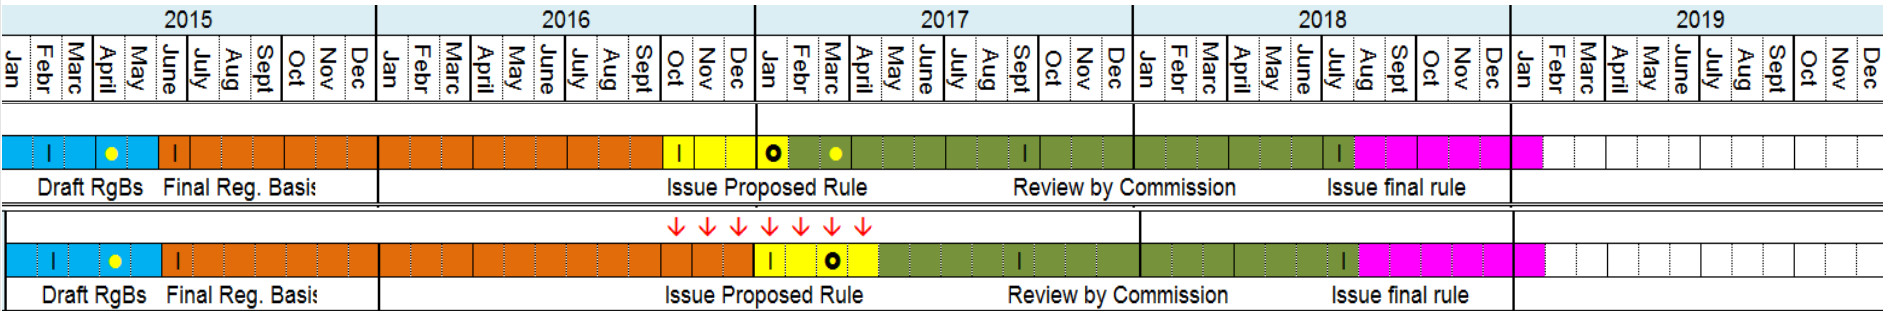 2015 2016 2017 2018 2019
Jan Febr Marc April May June July Aug Sept Oct Nov Dec Jan Febr Marc April May June July Aug Sept Oct Nov Dec Jan Febr Marc April May June July Aug Sept Oct Nov Dec Jan Febr Marc April May June July Aug Sept Oct Nov Dec Jan Febr Marc April May June July Aug Sept Oct Nov Dec
Draft RgBs Final Reg. Basis Issue Proposed Rule Review by Commission Issue final rule
Draft RgBs Final Reg. Basis Issue Proposed Rule Review by Commission Issue final rule